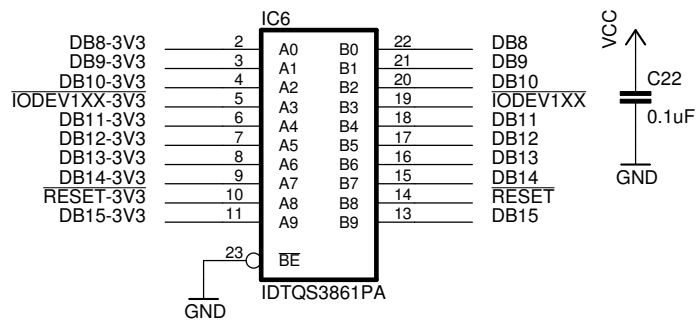 IC6
DB8-3V3 2 A0 B0 22 DB8
DB9-3V3 3 A1 B1 21 DB9
DB10-3V3 4 A2 B2 20 DB10
IODEV1XX-3V3 5 A3 B3 19 IODEV1XX
DB11-3V3 6 A4 B4 18 DB11
DB12-3V3 7 A5 B5 17 DB12
DB13-3V3 8 A6 B6 16 DB13
DB14-3V3 9 A7 B7 15 DB14
RESET-3V3 10 A8 B8 14 RESET
DB15-3V3 11 A9 B9 13 DB15
23 BE
GND
IDTQS3861PA
VCC
C22
0.1uF
GND